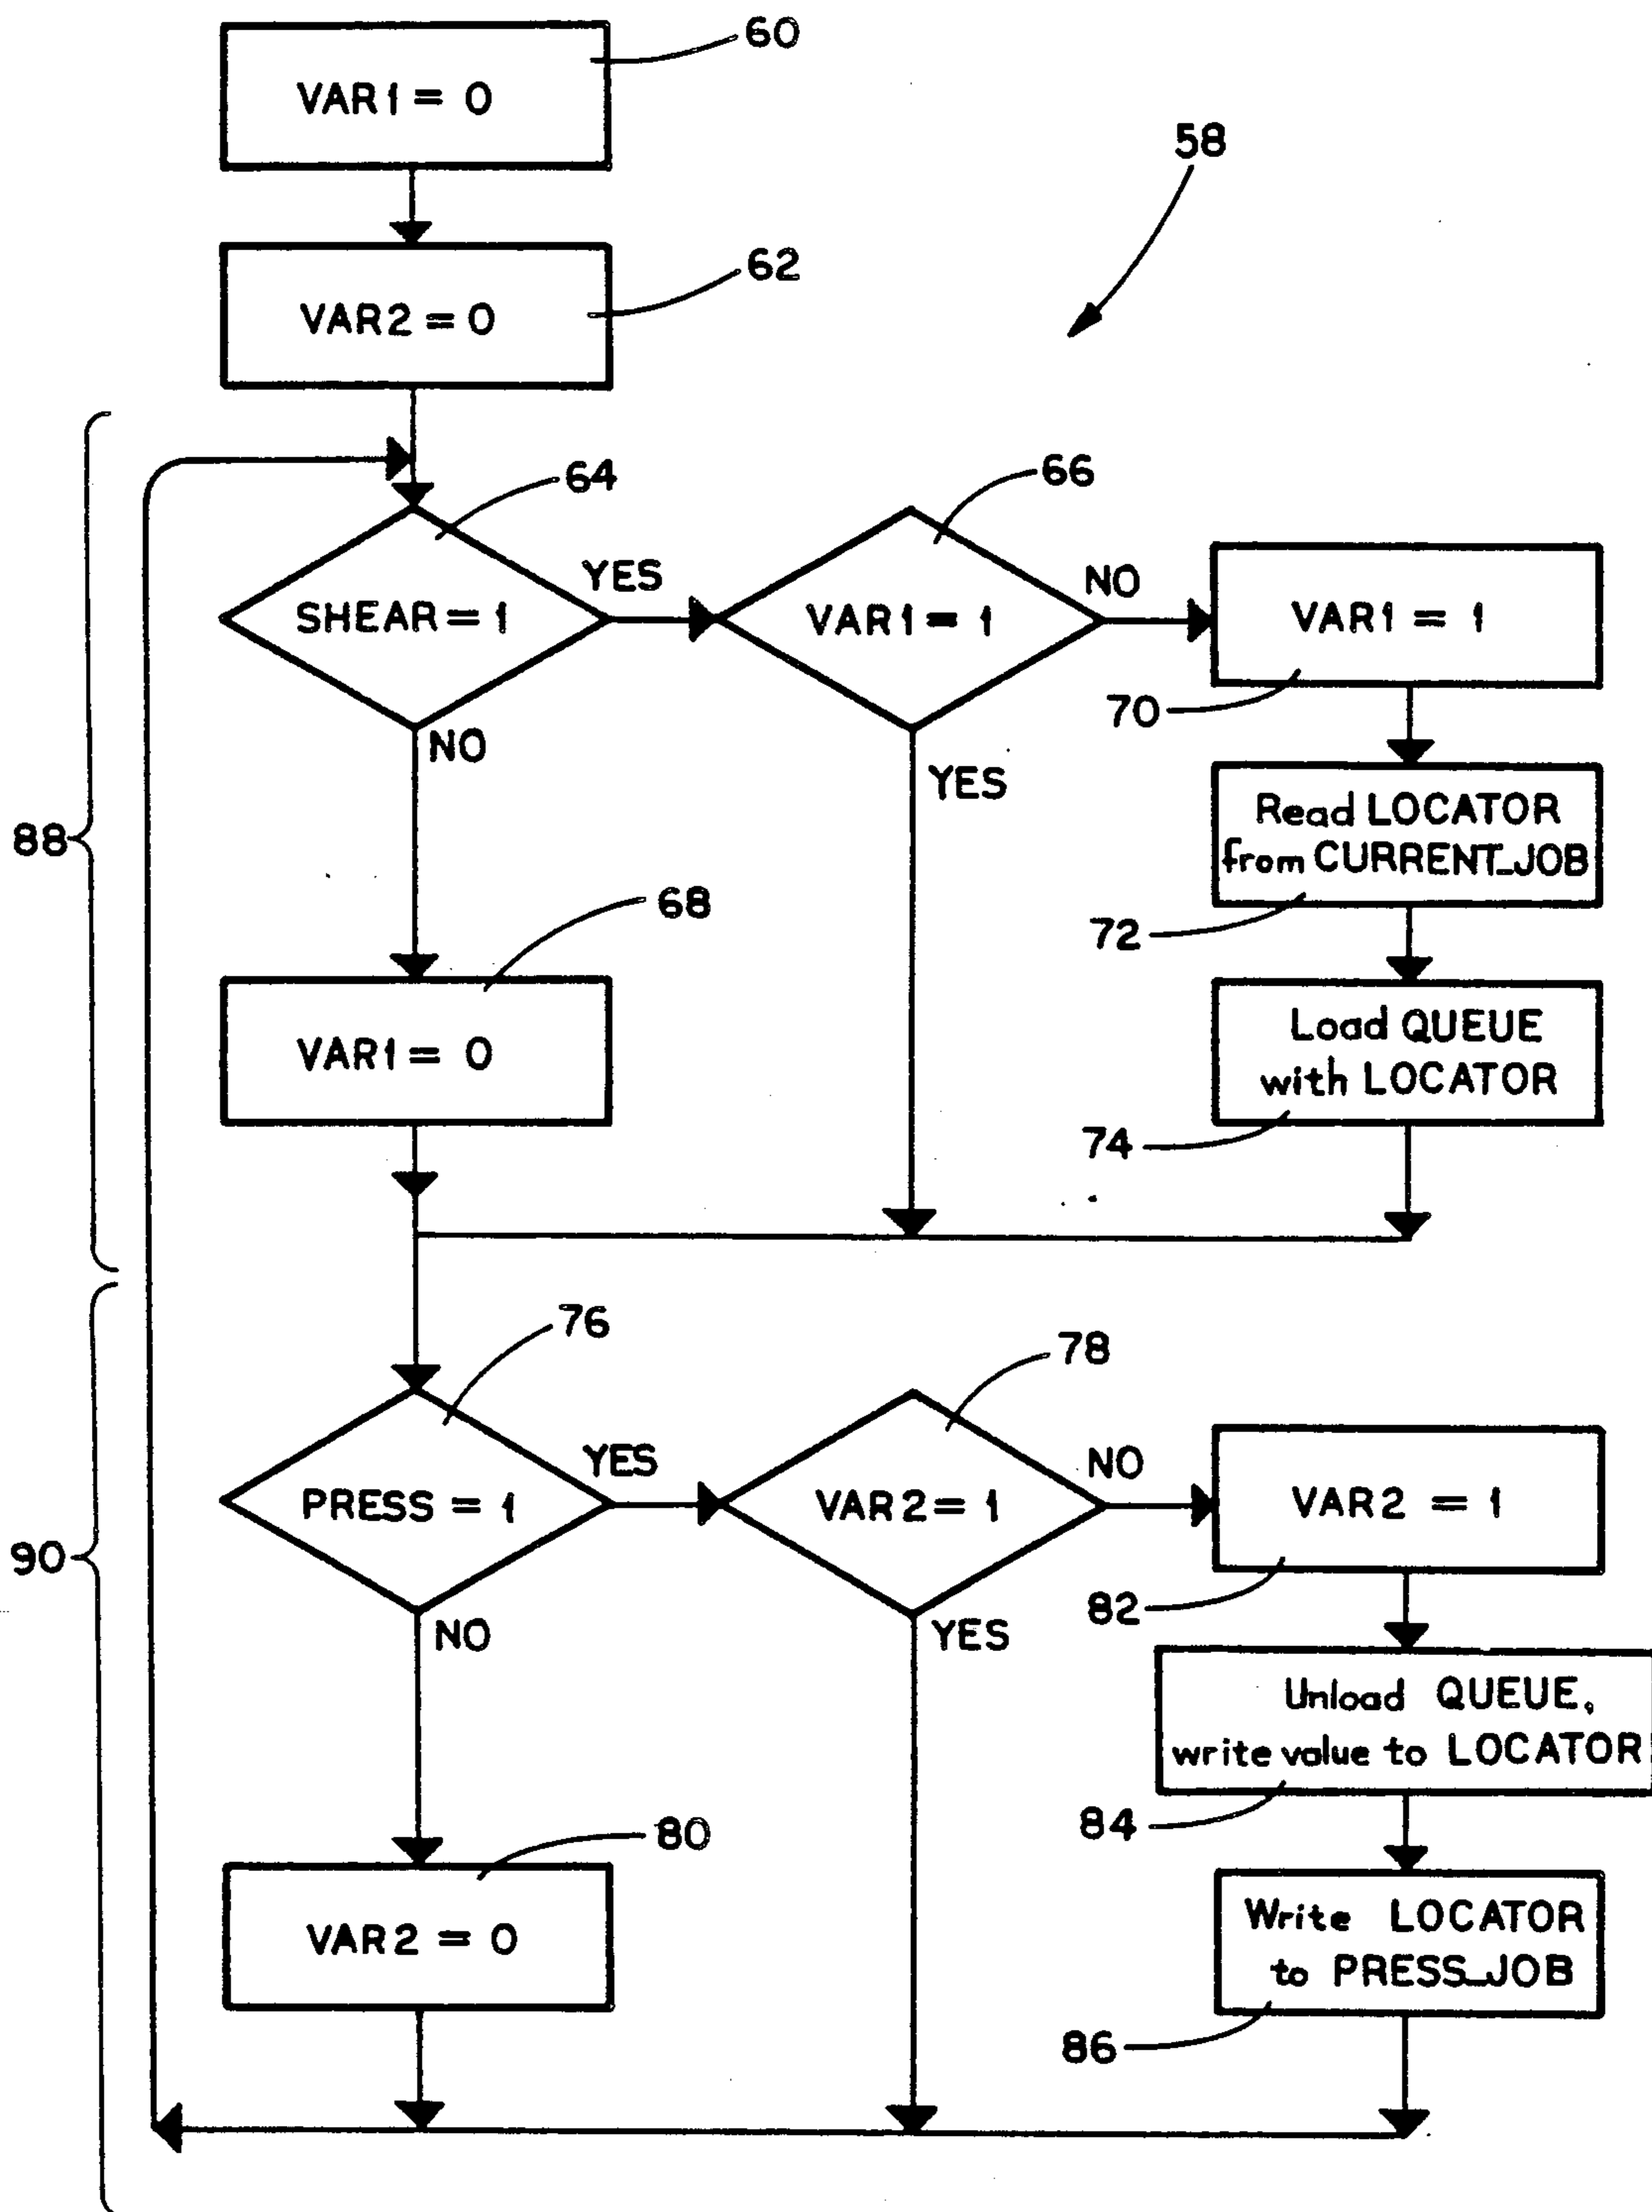 60
VAR1 = 0
58
62
VAR2 = 0
64
66
YES
NO
SHEAR = 1
VAR1 = 1
VAR1 = 1
70
NO
YES
Read LOCATOR
from CURRENT_JOB
88
68
72
Load QUEUE
with LOCATOR
VAR1 = 0
74
76
78
YES
NO
PRESS = 1
VAR2 = 1
VAR2 = 1
90
82
NO
YES
Unload QUEUE,
write value to LOCATOR
84
80
Write LOCATOR
to PRESS_JOB
VAR2 = 0
86